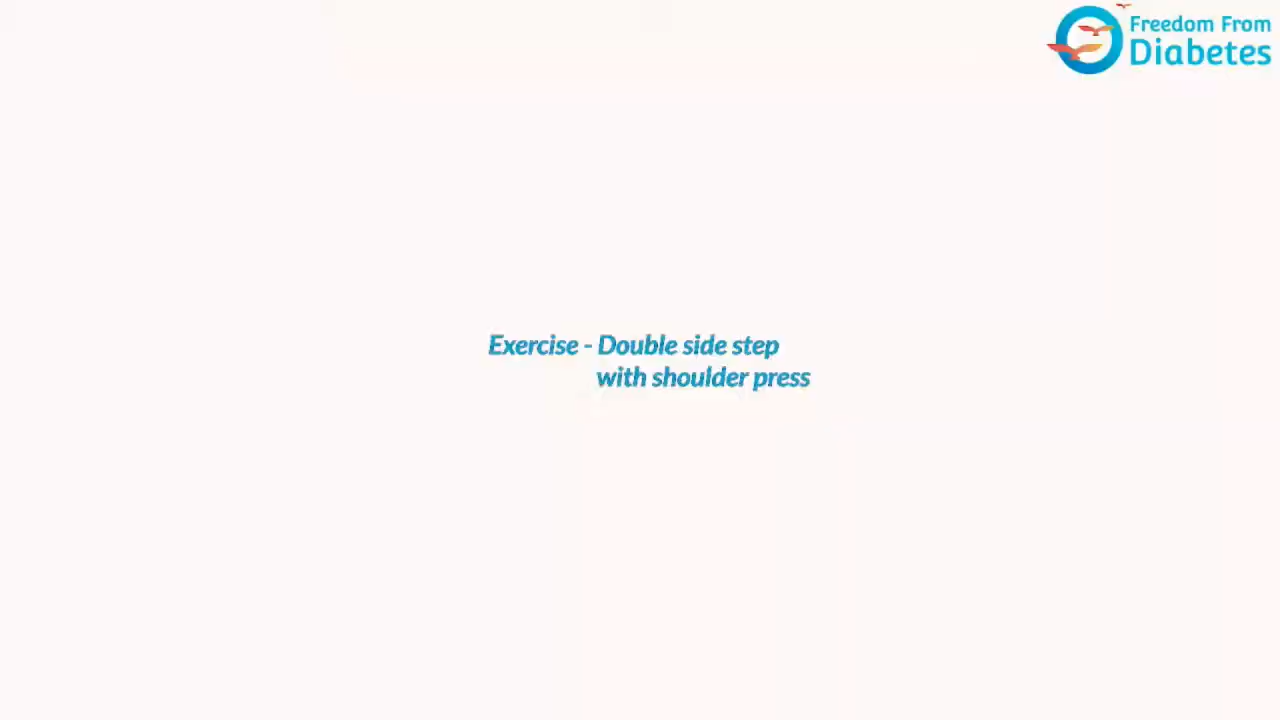 Freedom From
Diabetes
Exercise - Double side step
with shoulder press